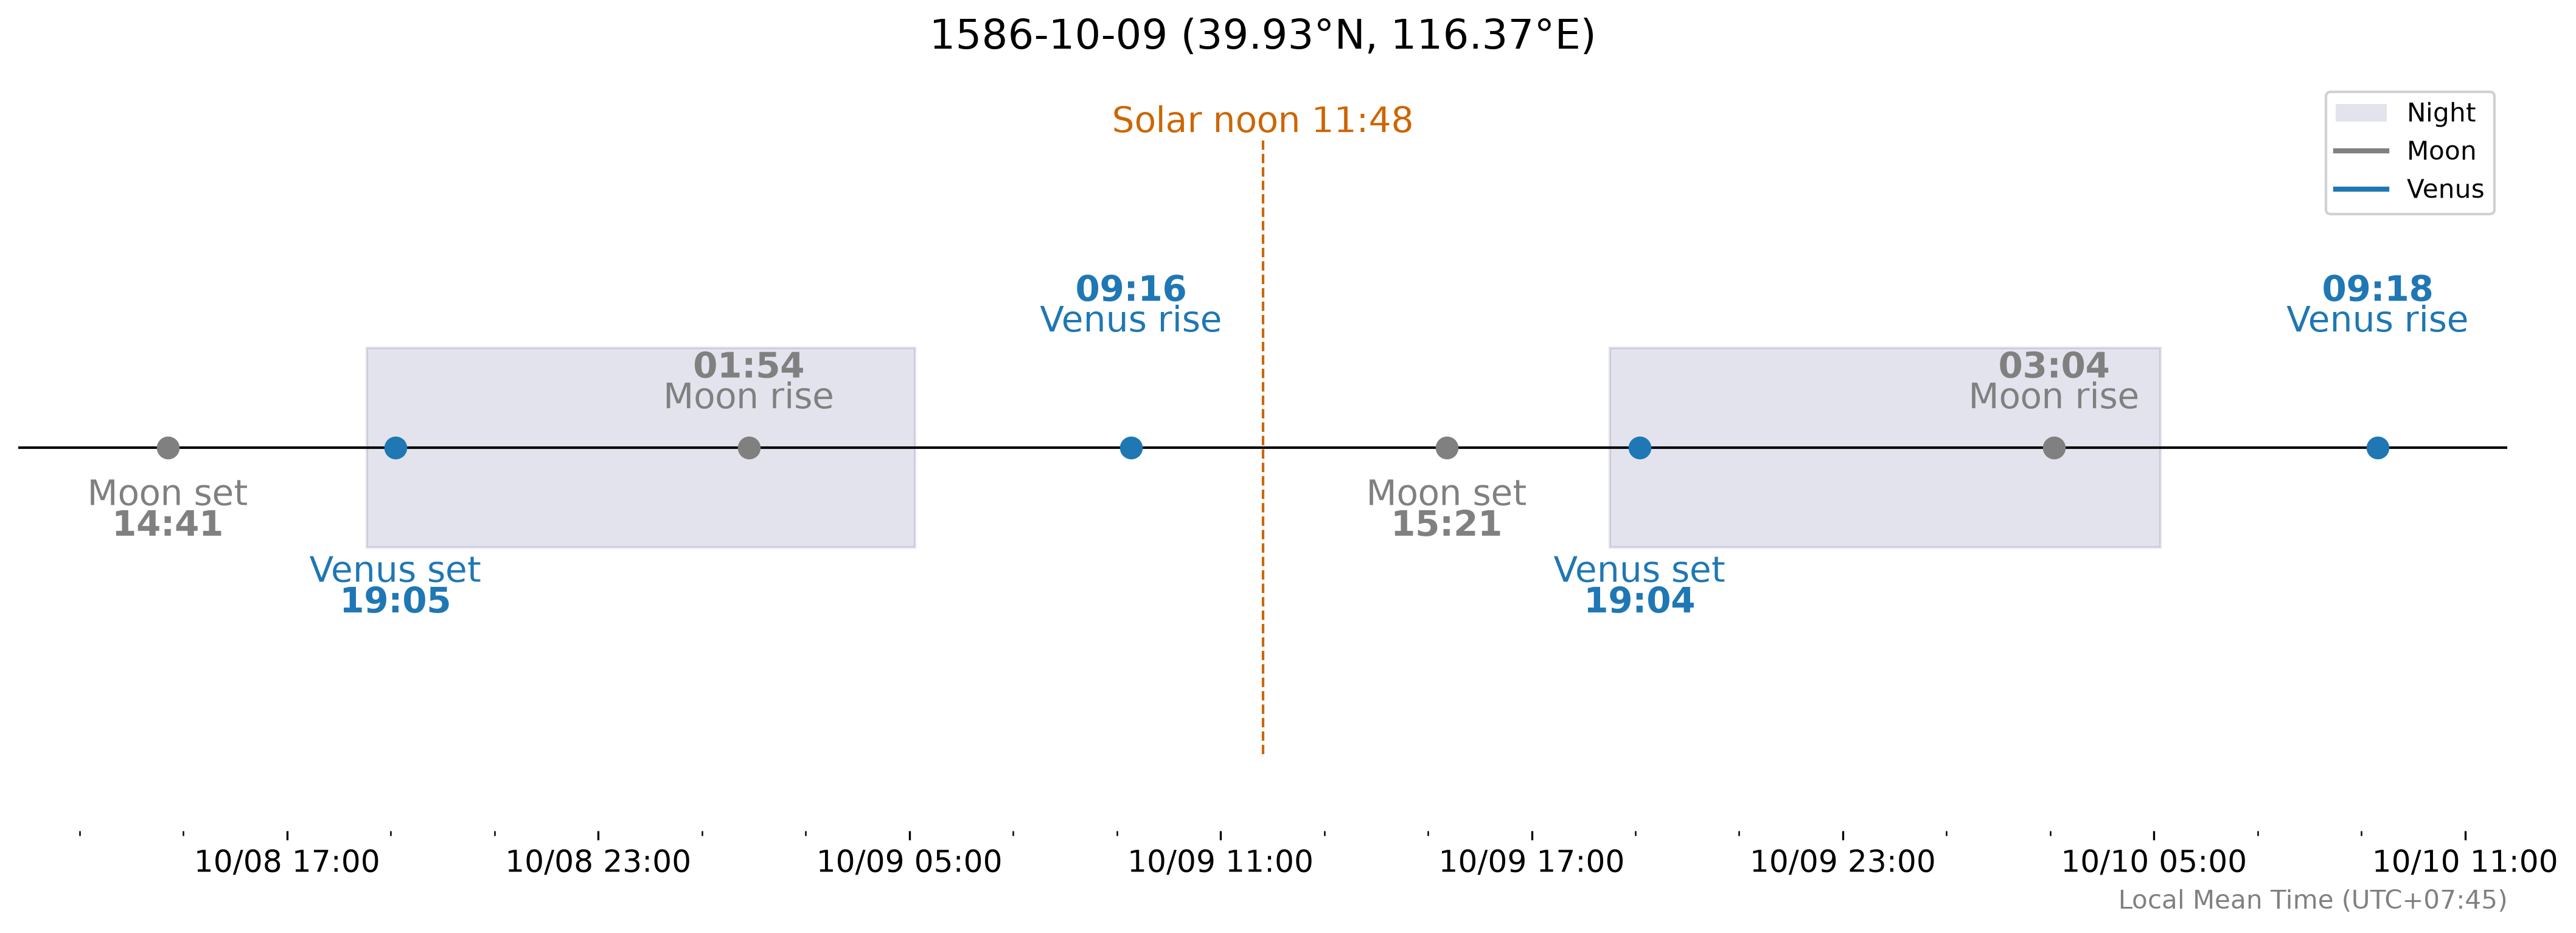 1586-10-09 (39.93°N, 116.37°E)
Solar noon 11:48
Night
Moon
Venus
09:16
Venus rise
09:18
Venus rise
01:54
Moon rise
03:04
Moon rise
Moon set
14:41
Moon set
15:21
Venus set
19:05
Venus set
19:04
10/08 17:00
10/08 23:00
10/09 05:00
10/09 11:00
10/09 17:00
10/09 23:00
10/10 05:00
10/10 11:00
Local Mean Time (UTC+07:45)